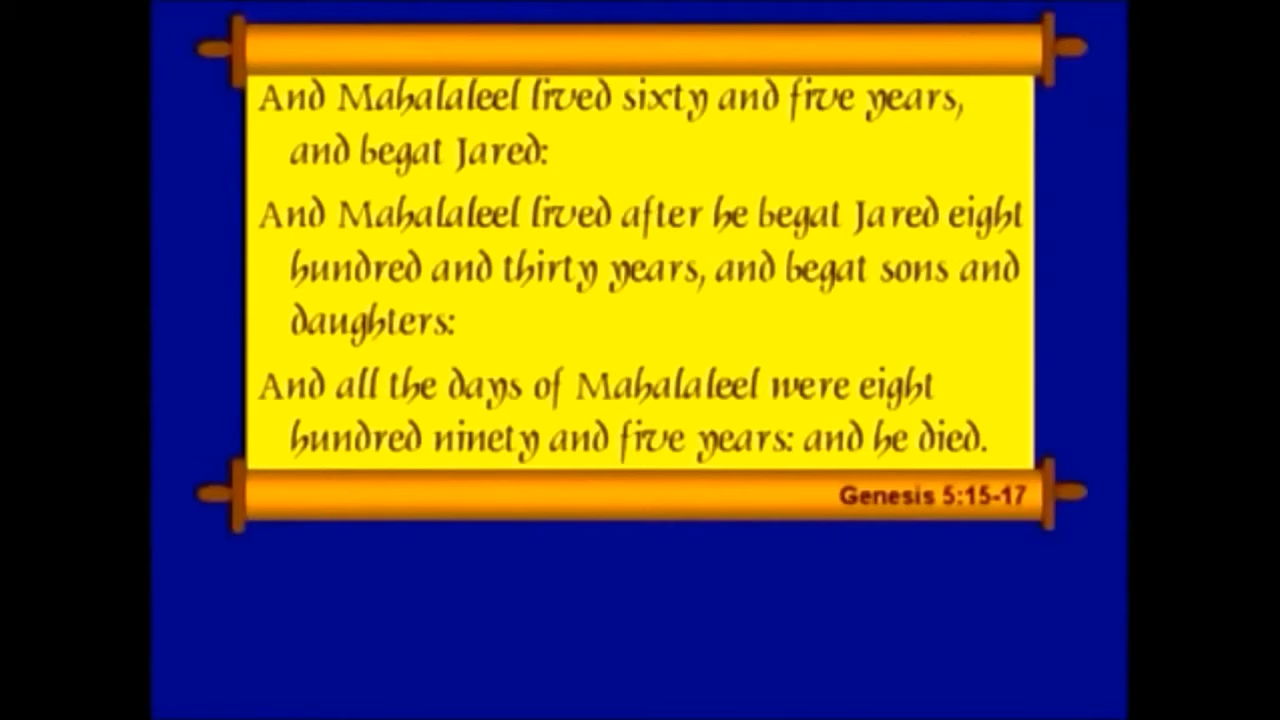 And Mahalaleel lived sixty and five years,
and begat Jared:
And Mahalaleel lived after he begat Jared eight
hundred and thirty years, and begat sons and
daughters:
And all the days of Mahalaleel were eight
hundred ninety and five years: and he died.
Genesis 5:15-17